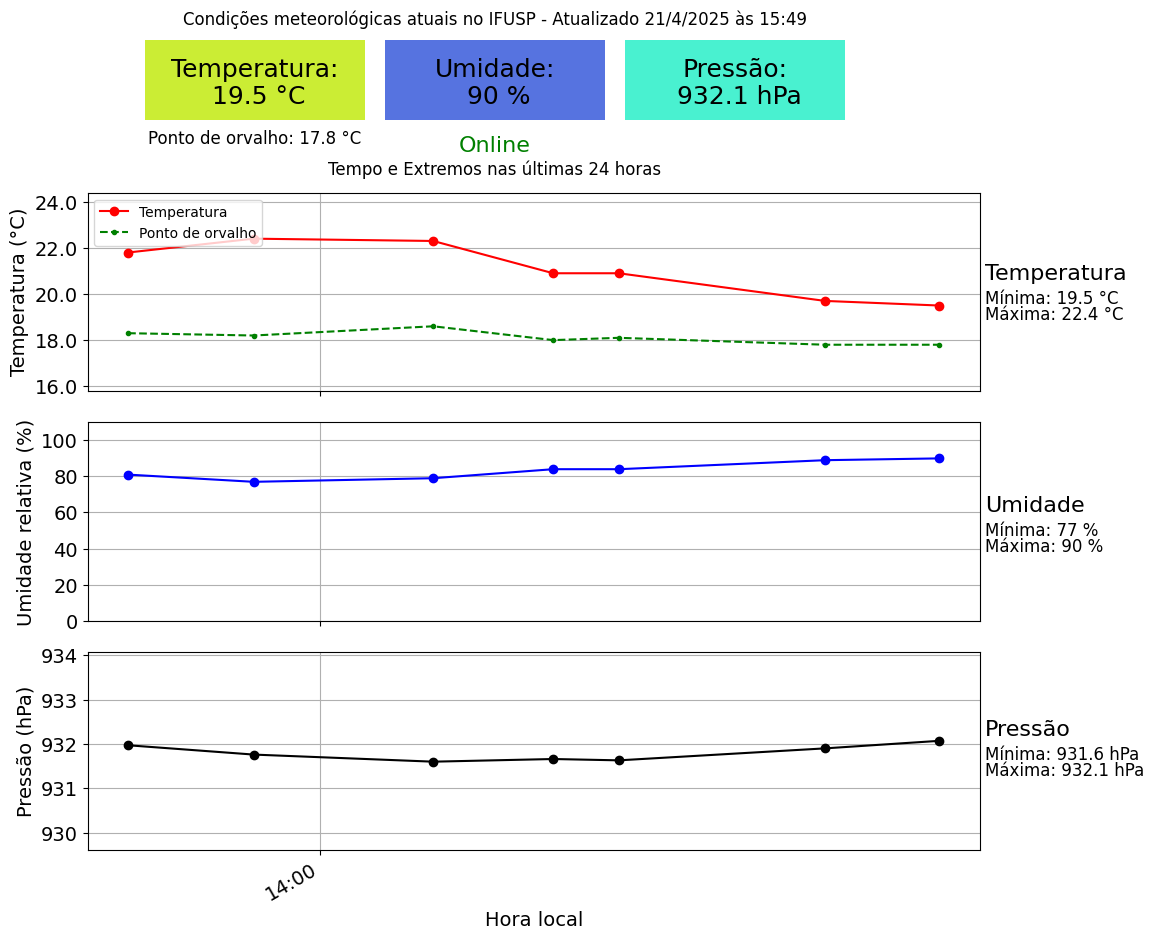 Condições meteorológicas atuais no IFUSP - Atualizado 21/4/2025 às 15:49
Temperatura:
19.5 °C
Umidade:
90 %
Pressão:
932.1 hPa
Ponto de orvalho: 17.8 °C
Online
Tempo e Extremos nas últimas 24 horas
Temperatura (°C)
24.0
22.0
20.0
18.0
16.0
Temperatura
Ponto de orvalho
Temperatura
Mínima: 19.5 °C
Máxima: 22.4 °C
Umidade relativa (%)
100
80
60
40
20
0
Umidade
Mínima: 77 %
Máxima: 90 %
Pressão (hPa)
934
933
932
931
930
Pressão
Mínima: 931.6 hPa
Máxima: 932.1 hPa
14:00
Hora local